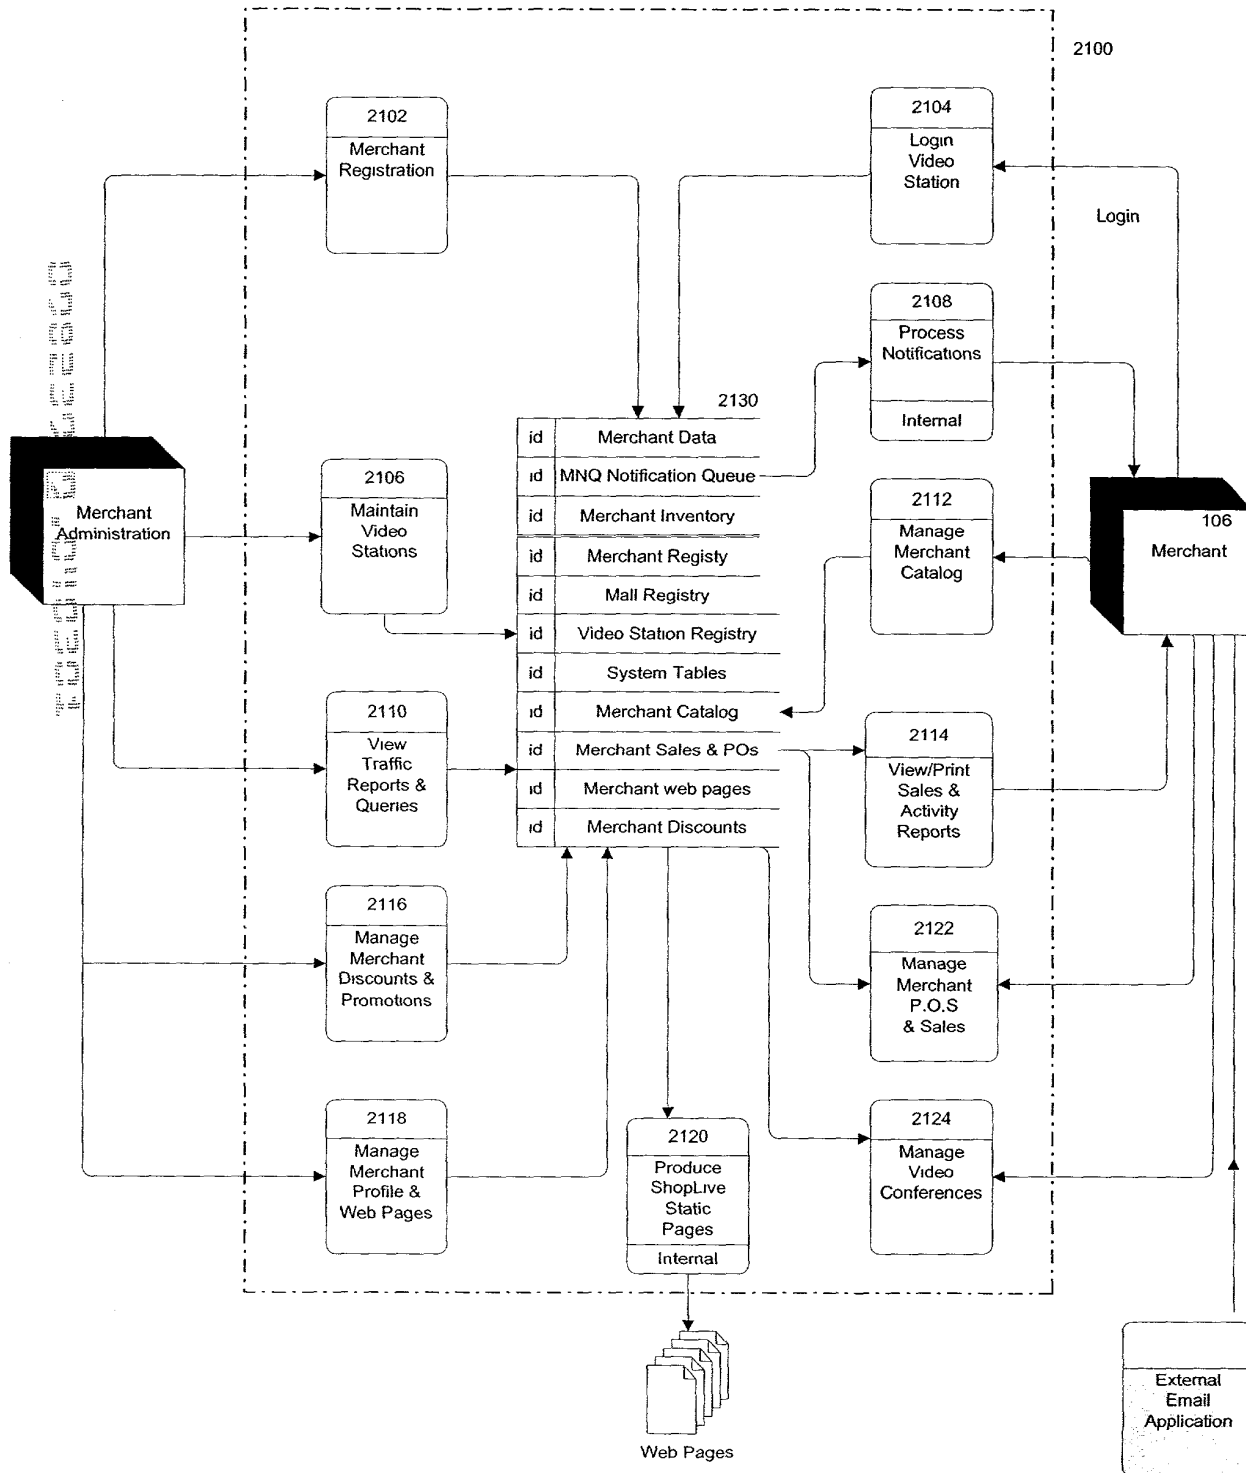 2100
2102
Merchant
Registration
2104
Login
Video
Station
Login
2108
Process
Notifications
Internal
2130
id Merchant Data
id MNQ Notification Queue
id Merchant Inventory
id Merchant Registy
id Mall Registry
id Video Station Registry
id System Tables
id Merchant Catalog
id Merchant Sales & POs
id Merchant web pages
id Merchant Discounts
Merchant
Administration
2106
Maintain
Video
Stations
2112
Manage
Merchant
Catalog
106
Merchant
2110
View
Traffic
Reports &
Queries
2114
View/Print
Sales &
Activity
Reports
2116
Manage
Merchant
Discounts &
Promotions
2122
Manage
Merchant
P.O.S
& Sales
2118
Manage
Merchant
Profile &
Web Pages
2120
Produce
ShopLive
Static
Pages
Internal
2124
Manage
Video
Conferences
Web Pages
External
Email
Application